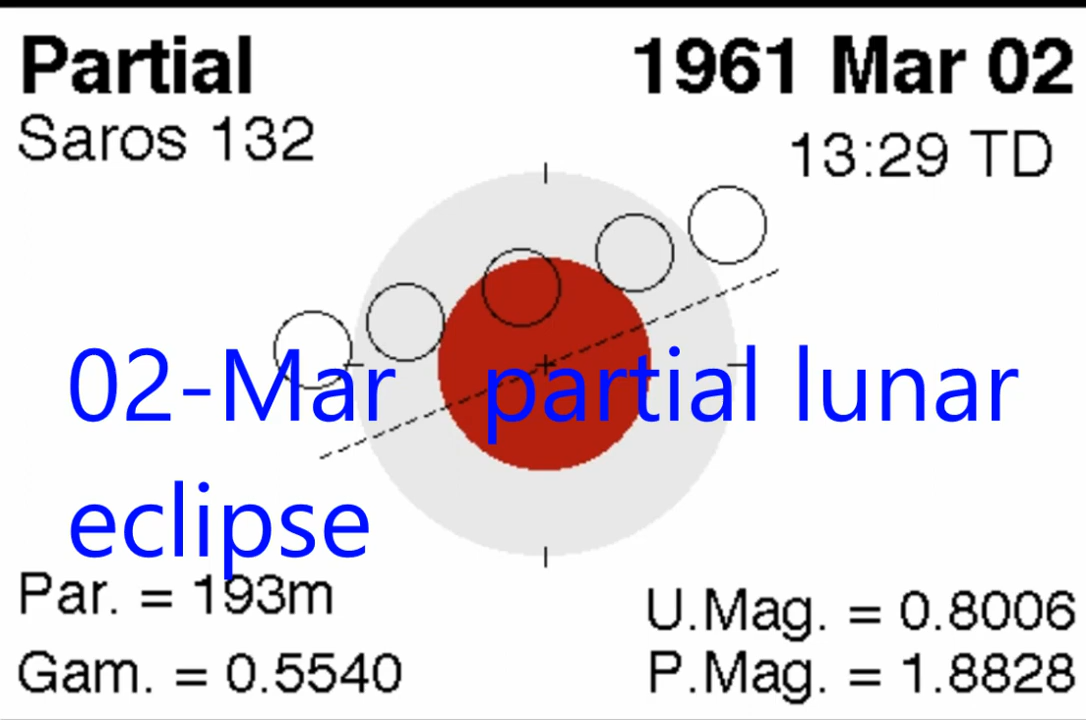 Partial
1961 Mar 02
Saros 132
13:29 TD
02-Mar partial lunar
eclipse
Par. = 193m
U.Mag. = 0.8006
Gam. = 0.5540
P.Mag. = 1.8828